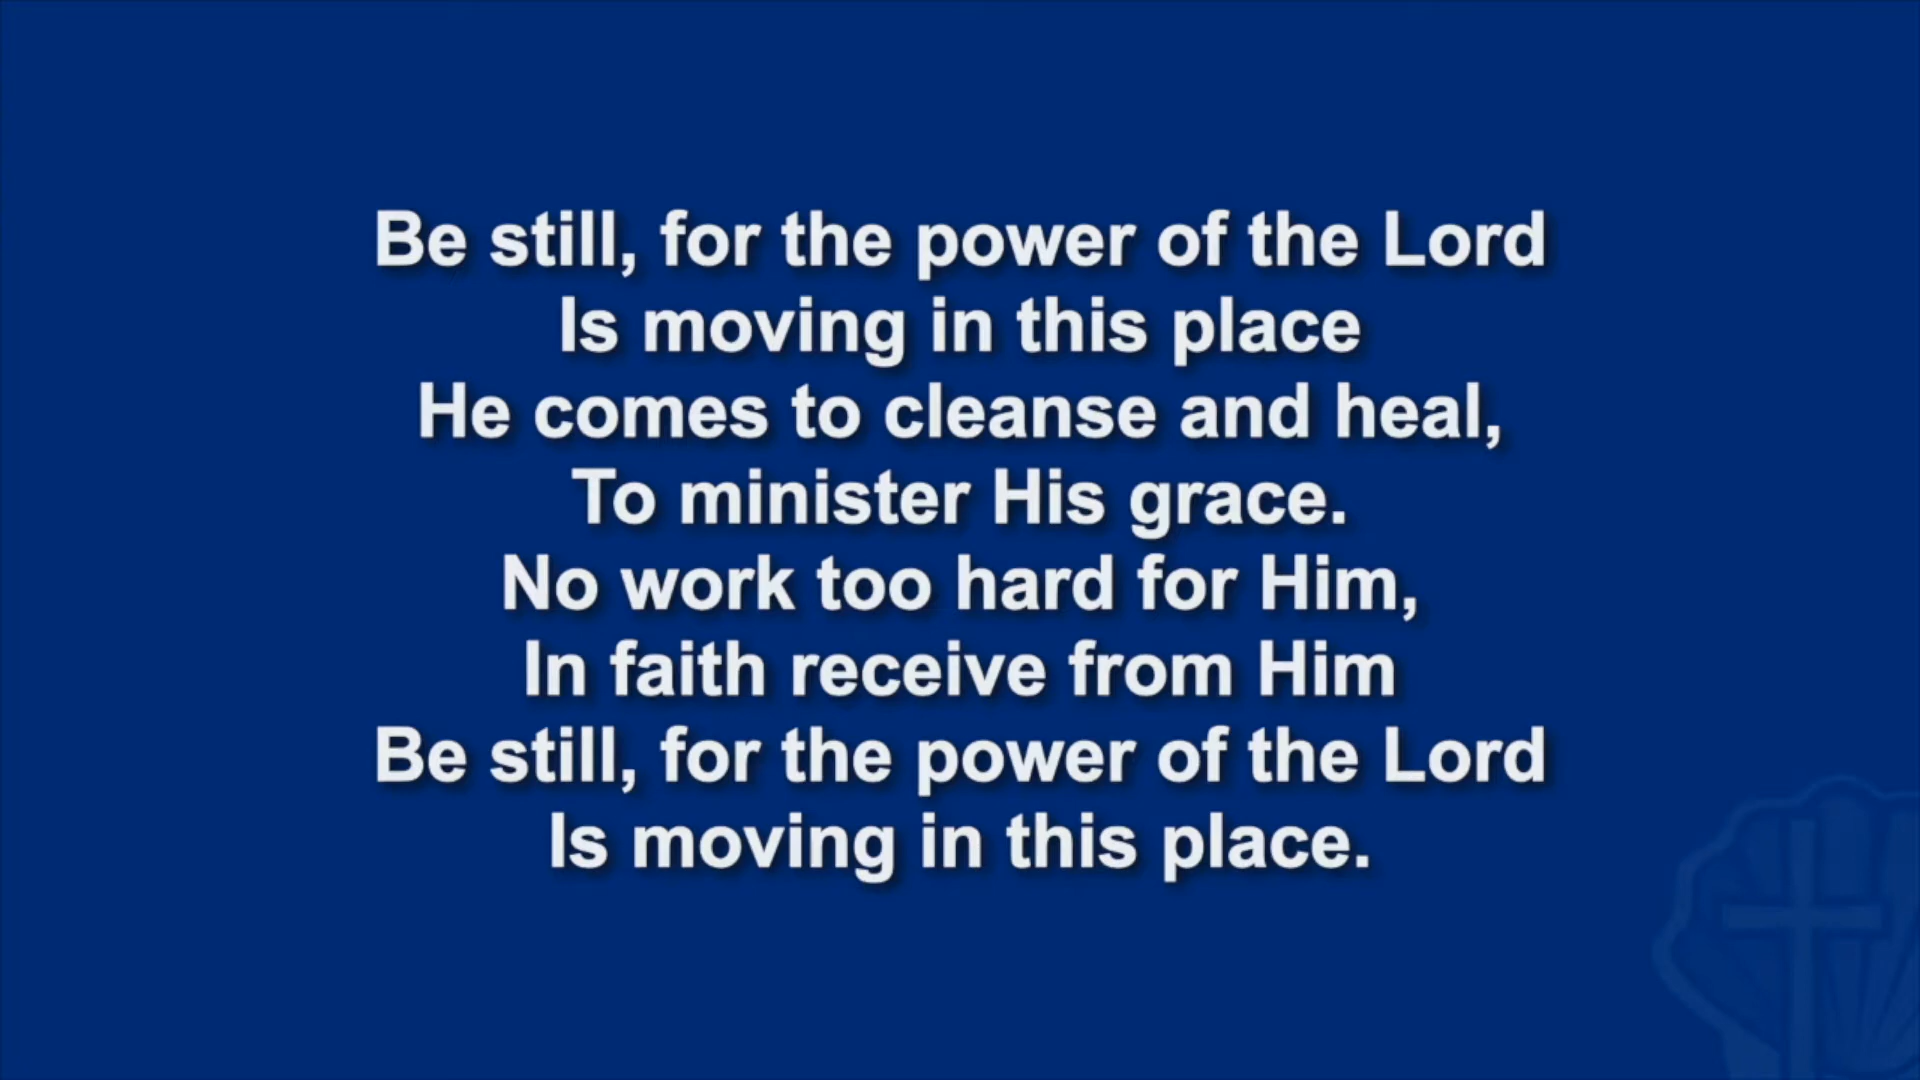 Be still, for the power of the Lord
Is moving in this place
He comes to cleanse and heal,
To minister His grace.
No work too hard for Him,
In faith receive from Him
Be still, for the power of the Lord
Is moving in this place.